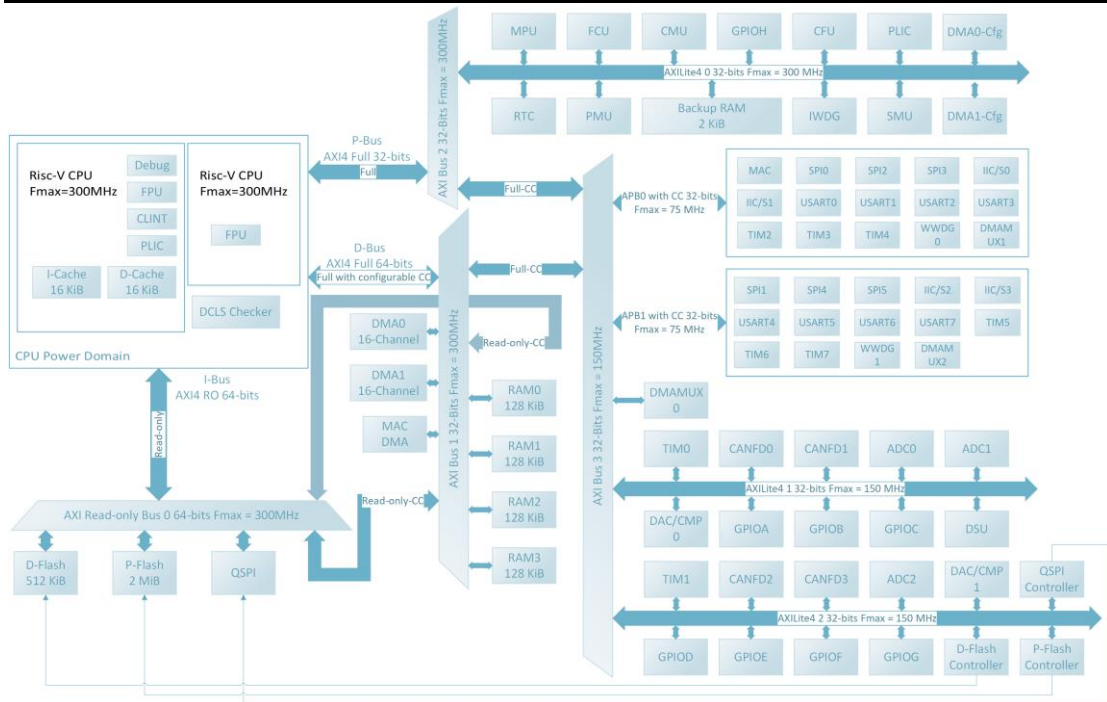 MPU
FCU
CMU
GPIOH
CFU
PLIC
DMA0-Cfg
AXILite4 0 32-bits Fmax = 300 MHz
RTC
PMU
Backup RAM
2 KiB
IWDG
SMU
DMA1-Cfg
AXI Bus 2 32-Bits Fmax = 300MHz
P-Bus
AXI4 Full 32-bits
Full
Risc-V CPU
Fmax=300MHz
Debug
FPU
CLINT
PLIC
I-Cache
16 KiB
D-Cache
16 KiB
Risc-V CPU
Fmax=300MHz
FPU
DCLS Checker
CPU Power Domain
D-Bus
AXI4 Full 64-bits
Full with configurable CC
Full-CC
Full-CC
APB0 with CC 32-bits
Fmax = 75 MHz
MAC
SPI0
SPI2
SPI3
IIC/S0
IIC/S1
USART0
USART1
USART2
USART3
TIM2
TIM3
TIM4
WWDG
0
DMAM
UX1
APB1 with CC 32-bits
Fmax = 75 MHz
SPI1
SPI4
SPI5
IIC/S2
IIC/S3
USART4
USART5
USART6
USART7
TIM5
TIM6
TIM7
WWDG
1
DMAM
UX2
I-Bus
AXI4 RO 64-bits
Read-only
DMA0
16-Channel
DMA1
16-Channel
MAC
DMA
AXI Bus 1 32-Bits Fmax = 300MHz
Read-only-CC
RAM0
128 KiB
RAM1
128 KiB
RAM2
128 KiB
RAM3
128 KiB
Read-only-CC
AXI Bus 3 32-Bits Fmax = 150MHz
DMAMUX
0
TIM0
CANFD0
CANFD1
ADC0
ADC1
AXILite4 1 32-bits Fmax = 150 MHz
DAC/CMP
0
GPIOA
GPIOB
GPIOC
DSU
TIM1
CANFD2
CANFD3
ADC2
DAC/CMP
1
QSPI
Controller
AXILite4 2 32-bits Fmax = 150 MHz
GPIOD
GPIOE
GPIOF
GPIOG
D-Flash
Controller
P-Flash
Controller
AXI Read-only Bus 0 64-bits Fmax = 300MHz
D-Flash
512 KiB
P-Flash
2 MiB
QSPI